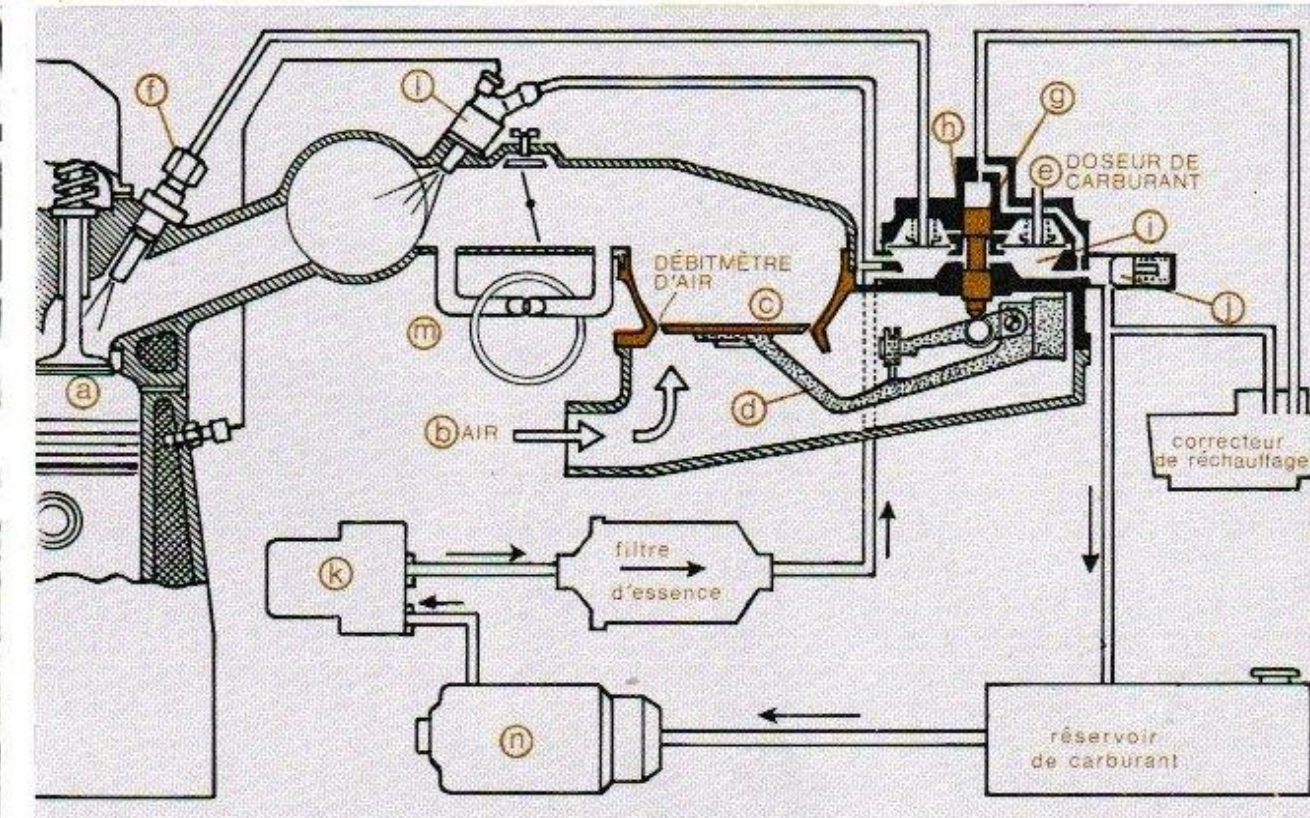 f
l
g
h
e DOSEUR DE
CARBURANT
i
DÉBITMÈTRE
D'AIR
c
j
m
a
d
b AIR
correcteur
de réchauffage
k
filtre
d'essence
n
réservoir
de carburant